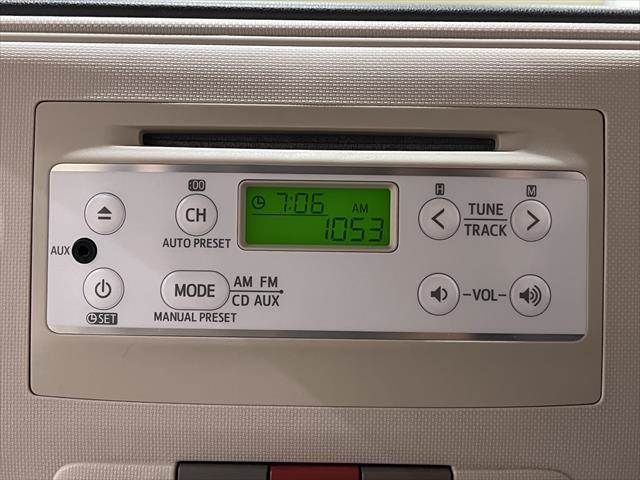 :00
H
M
7:06
AM
1053
CH
AUTO PRESET
TUNE
TRACK
AUX
MODE
AM FM
CD AUX
-VOL-
SET
MANUAL PRESET